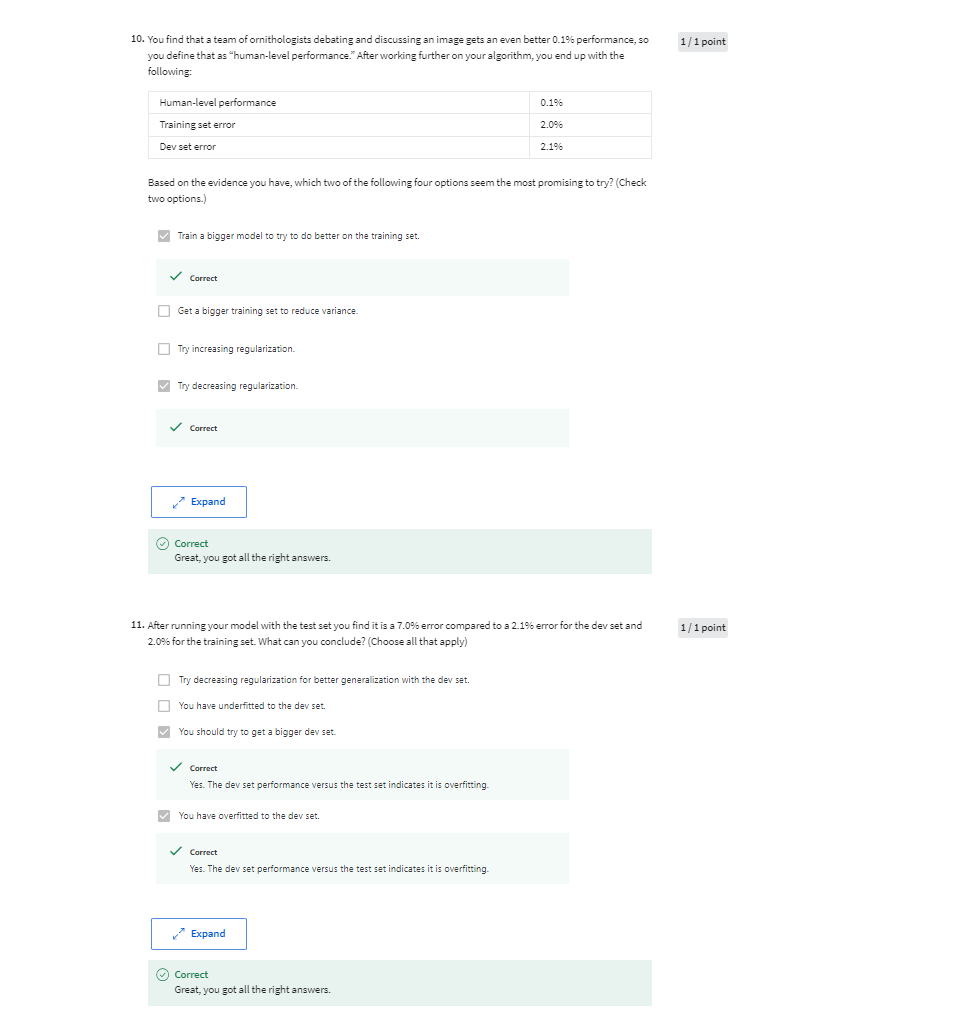 10. You find that a team of ornithologists debating and discussing an image gets an even better 0.1% performance, so
1 / 1 point
you define that as "human-level performance." After working further on your algorithm, you end up with the
following:
Human-level performance 0.1%
Training set error 2.0%
Dev set error 2.1%
Based on the evidence you have, which two of the following four options seem the most promising to try? (Check
two options.)
Train a bigger model to try to do better on the training set.
Correct
Get a bigger training set to reduce variance.
Try increasing regularization.
Try decreasing regularization.
Correct
Expand
Correct
Great, you got all the right answers.
11. After running your model with the test set you find it is a 7.0% error compared to a 2.1% error for the dev set and
1 / 1 point
2.0% for the training set. What can you conclude? (Choose all that apply)
Try decreasing regularization for better generalization with the dev set.
You have underfitted to the dev set.
You should try to get a bigger dev set.
Correct
Yes. The dev set performance versus the test set indicates it is overfitting.
You have overfitted to the dev set.
Correct
Yes. The dev set performance versus the test set indicates it is overfitting.
Expand
Correct
Great, you got all the right answers.